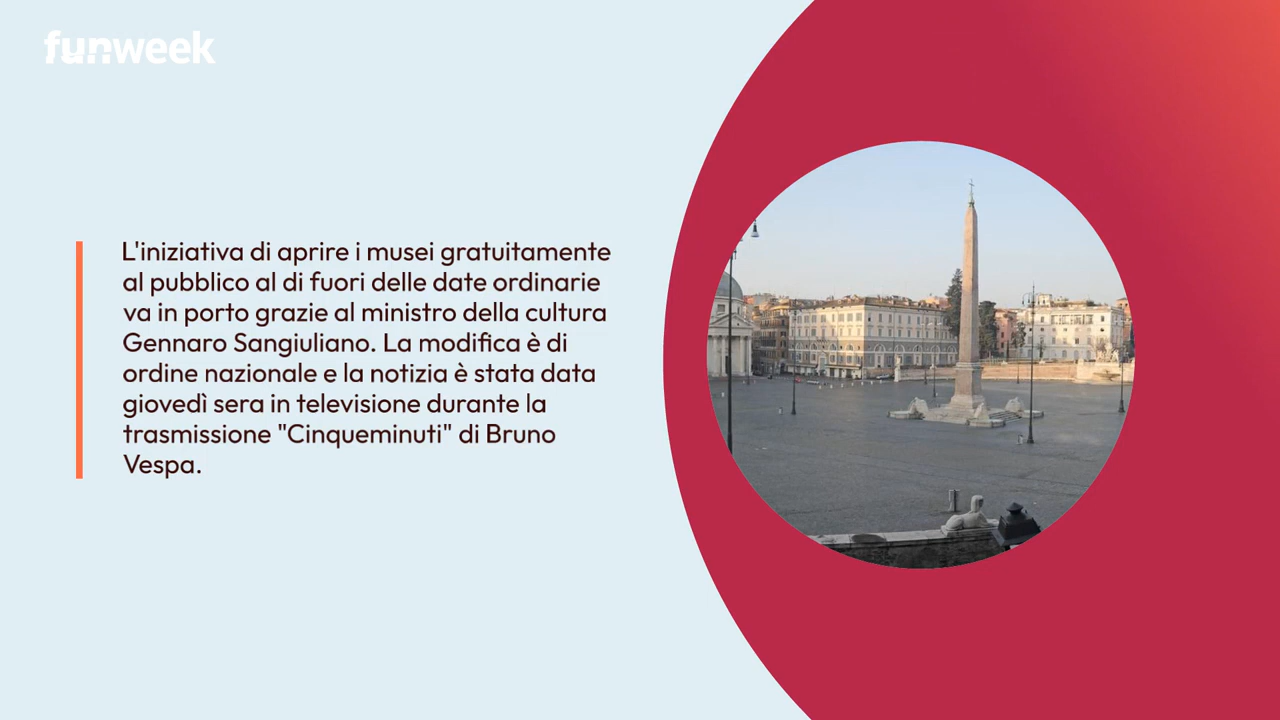 funweek
L'iniziativa di aprire i musei gratuitamente
al pubblico al di fuori delle date ordinarie
va in porto grazie al ministro della cultura
Gennaro Sangiuliano. La modifica è di
ordine nazionale e la notizia è stata data
giovedì sera in televisione durante la
trasmissione "Cinqueminuti" di Bruno
Vespa.